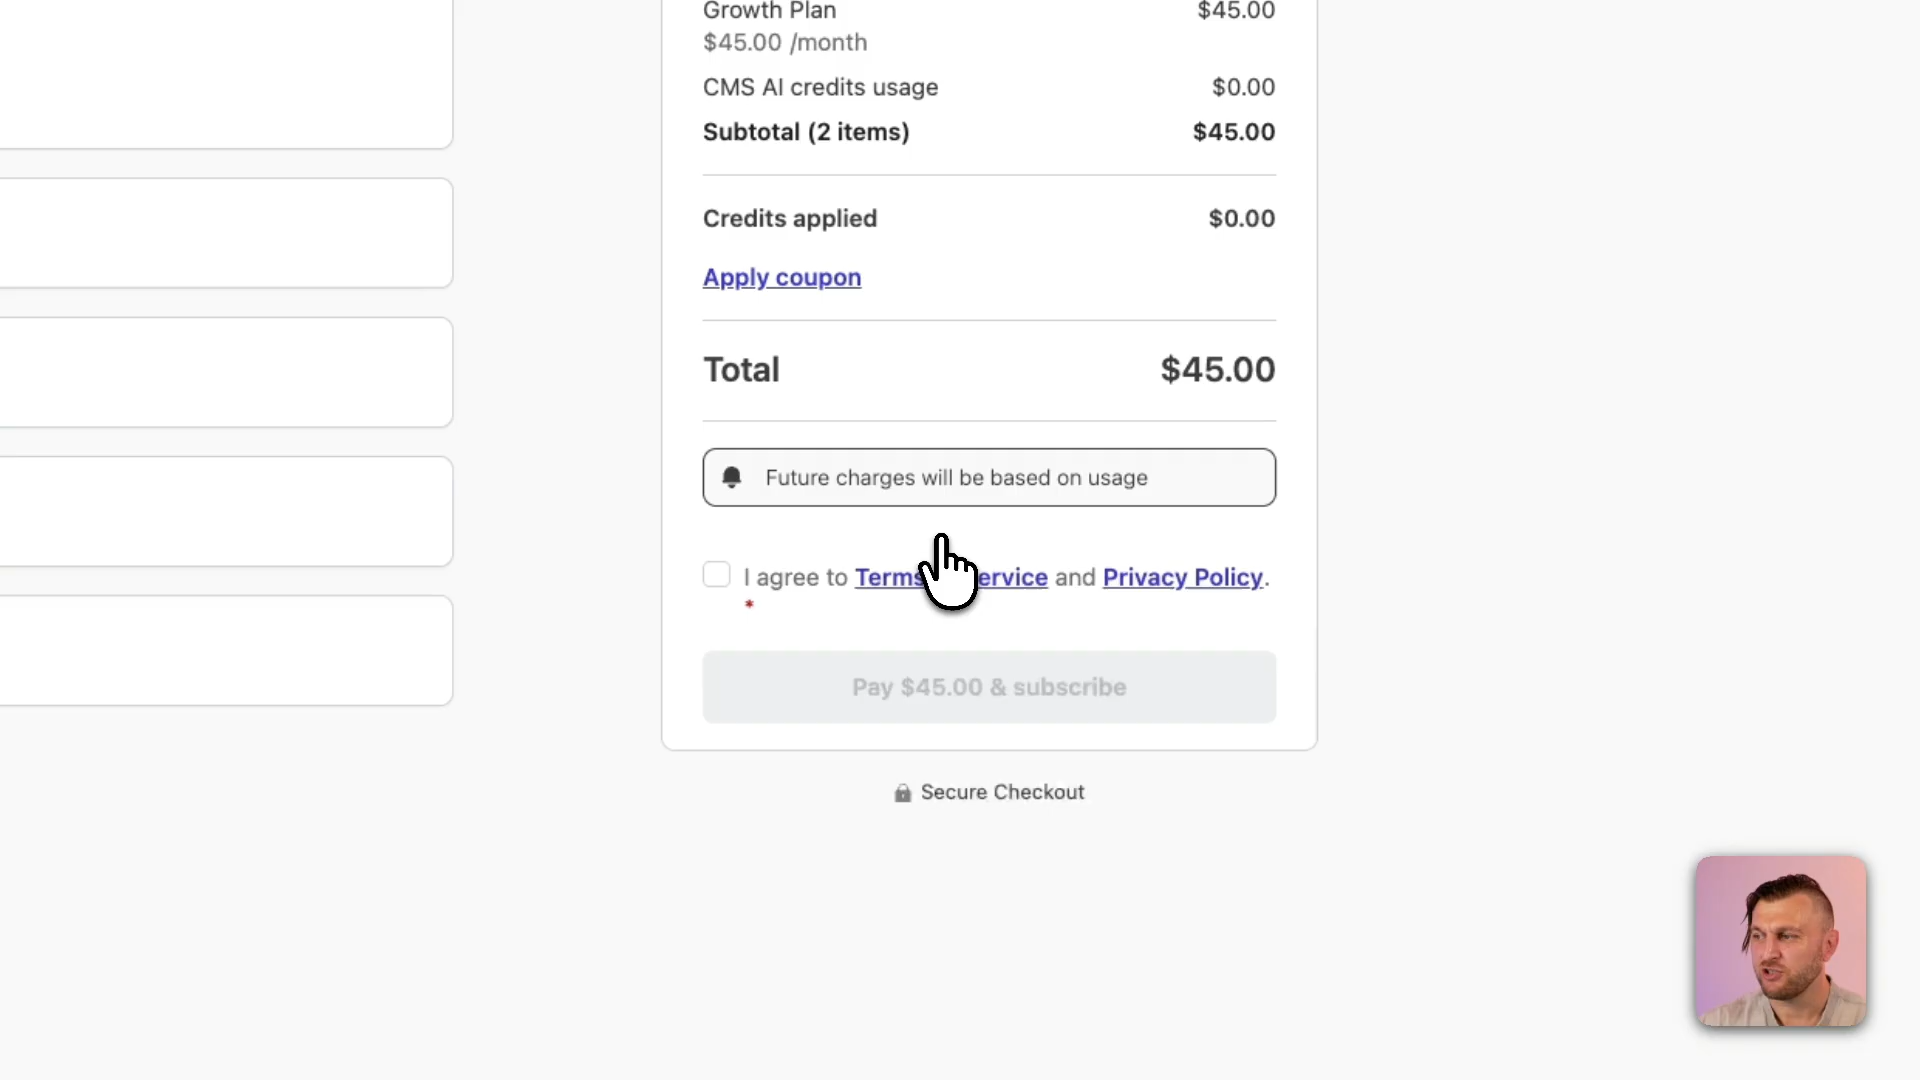 Growth Plan $45.00
$45.00 /month
CMS AI credits usage $0.00
Subtotal (2 items) $45.00
Credits applied $0.00
Apply coupon
Total $45.00
Future charges will be based on usage
I agree to Terms ervice and Privacy Policy.
*
Pay $45.00 & subscribe
Secure Checkout